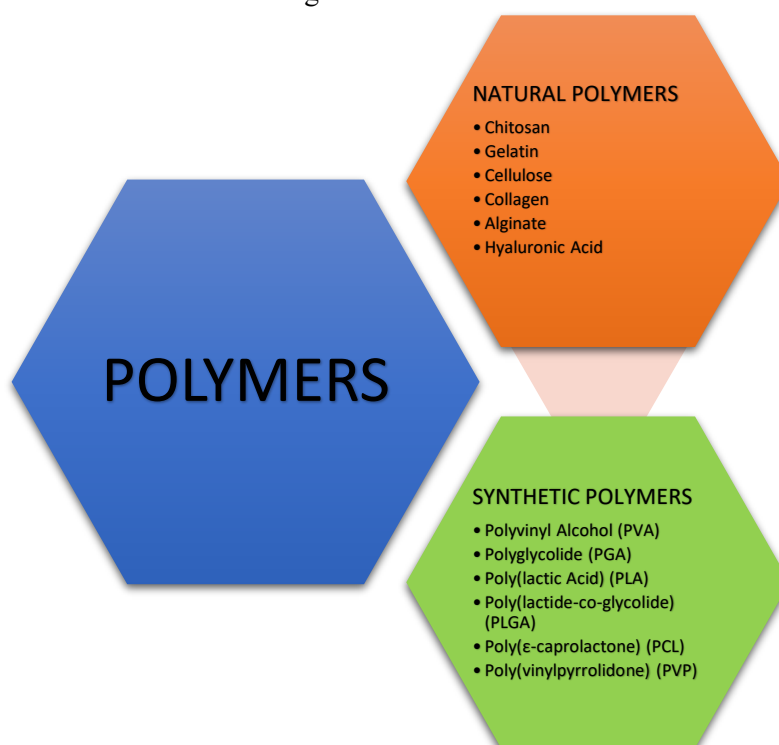 g
POLYMERS
NATURAL POLYMERS
• Chitosan
• Gelatin
• Cellulose
• Collagen
• Alginate
• Hyaluronic Acid
SYNTHETIC POLYMERS
• Polyvinyl Alcohol (PVA)
• Polyglycolide (PGA)
• Poly(lactic Acid) (PLA)
• Poly(lactide-co-glycolide)
(PLGA)
• Poly(ε-caprolactone) (PCL)
• Poly(vinylpyrrolidone) (PVP)